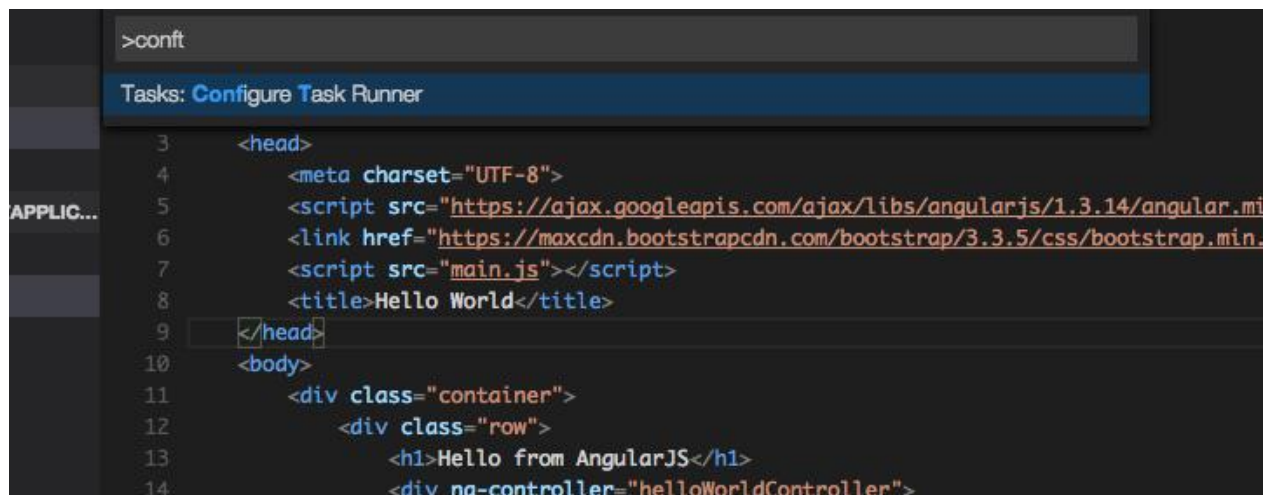 >conft
Tasks: Configure Task Runner
APPLIC...
3 <head>
4 <meta charset="UTF-8">
5 <script src="https://ajax.googleapis.com/ajax/libs/angularjs/1.3.14/angular.mi
6 <link href="https://maxcdn.bootstrapcdn.com/bootstrap/3.3.5/css/bootstrap.min.
7 <script src="main.js"></script>
8 <title>Hello World</title>
9 </head>
10 <body>
11 <div class="container">
12 <div class="row">
13 <h1>Hello from AngularJS</h1>
14 <div ng-controller="helloWorldController">